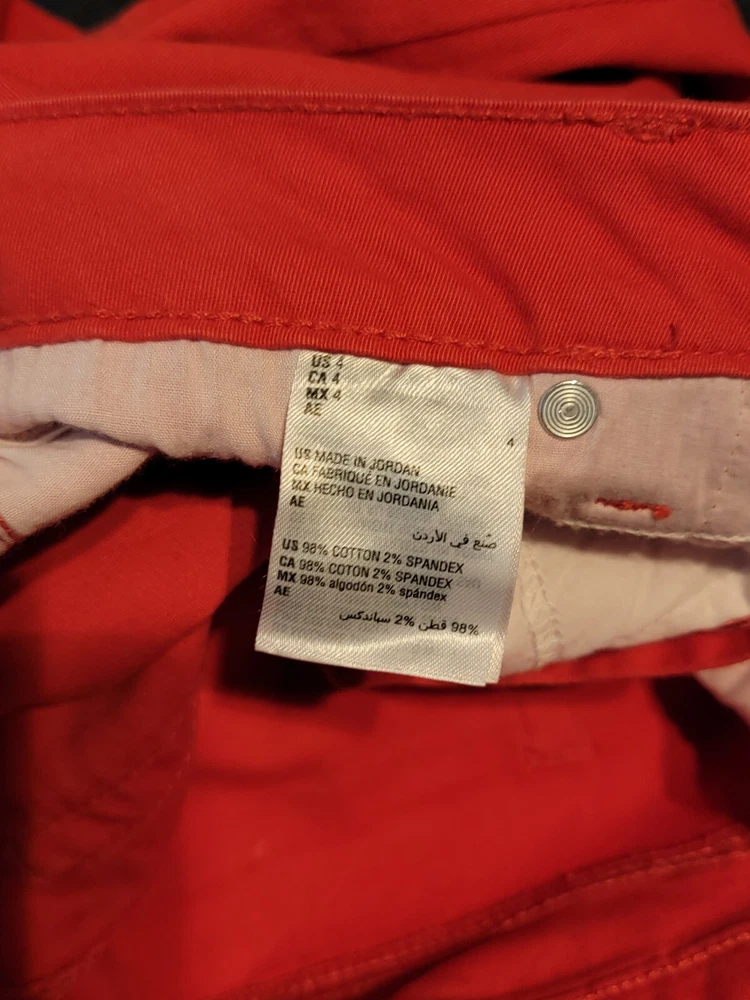 US 4
CA 4
MX 4
AE
4
US MADE IN JORDAN
CA FABRIQUÉ EN JORDANIE
MX HECHO EN JORDANIA
AE
صُنع في الأردن
US 98% COTTON 2% SPANDEX
CA 98% COTON 2% SPANDEX
MX 98% algodón 2% spándex
AE
98% قطن 2% سباندكس